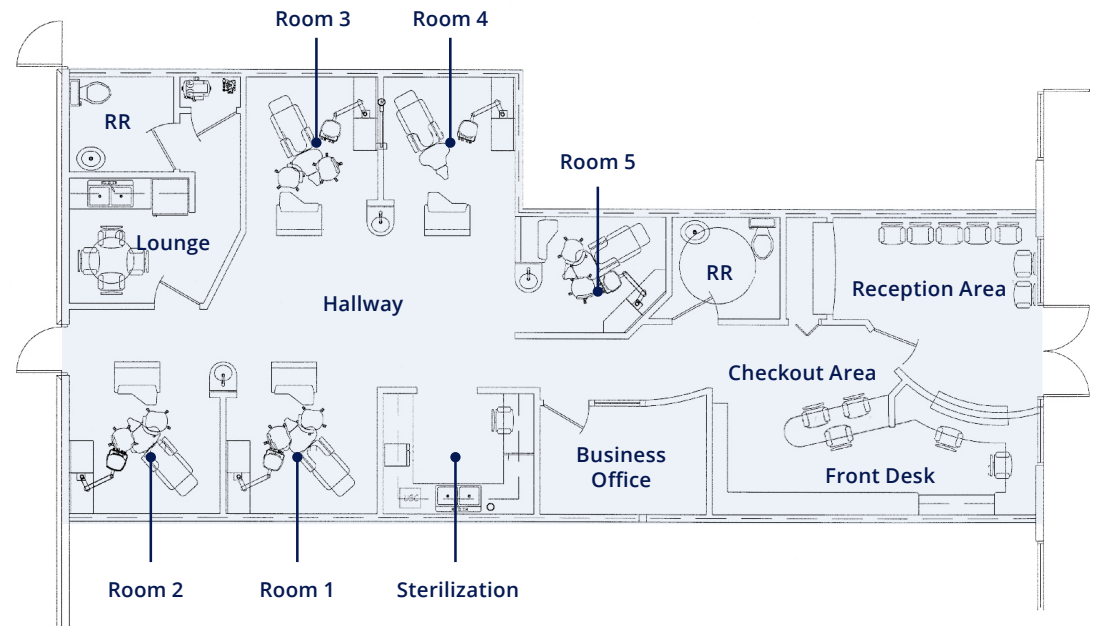 Room 3
Room 4
RR
Room 5
Lounge
RR
Reception Area
Hallway
Checkout Area
Business
Office
Front Desk
Room 2
Room 1
Sterilization